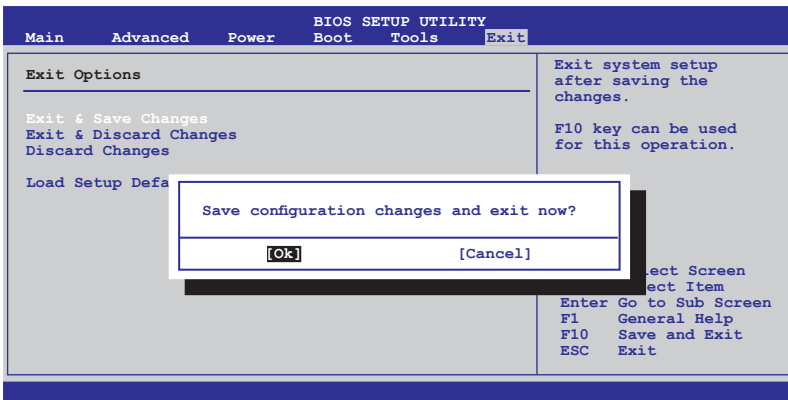 BIOS SETUP UTILITY
Main Advanced Power Boot Tools Exit
Exit Options
Exit & Save Changes
Exit & Discard Changes
Discard Changes
Load Setup Defa
Save configuration changes and exit now?
[Ok] [Cancel]
Exit system setup
after saving the
changes.
F10 key can be used
for this operation.
ect Screen
ect Item
Enter Go to Sub Screen
F1 General Help
F10 Save and Exit
ESC Exit